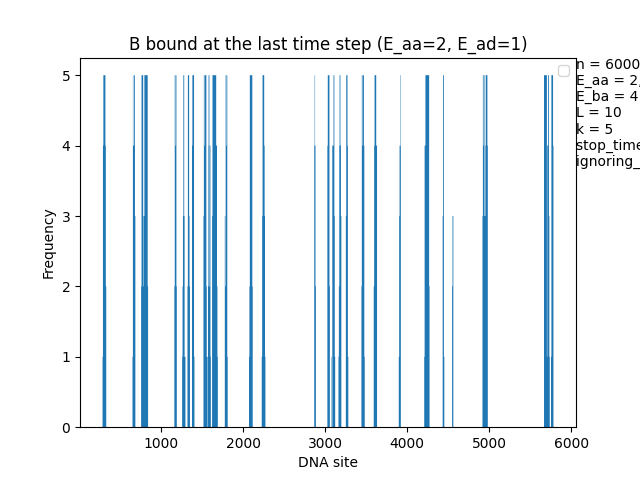 B bound at the last time step (E_aa=2, E_ad=1)
n = 6000
E_aa = 2,
E_ba = 4
L = 10
k = 5
stop_time
ignoring_
Frequency
5
4
3
2
1
0
1000 2000 3000 4000 5000 6000
DNA site